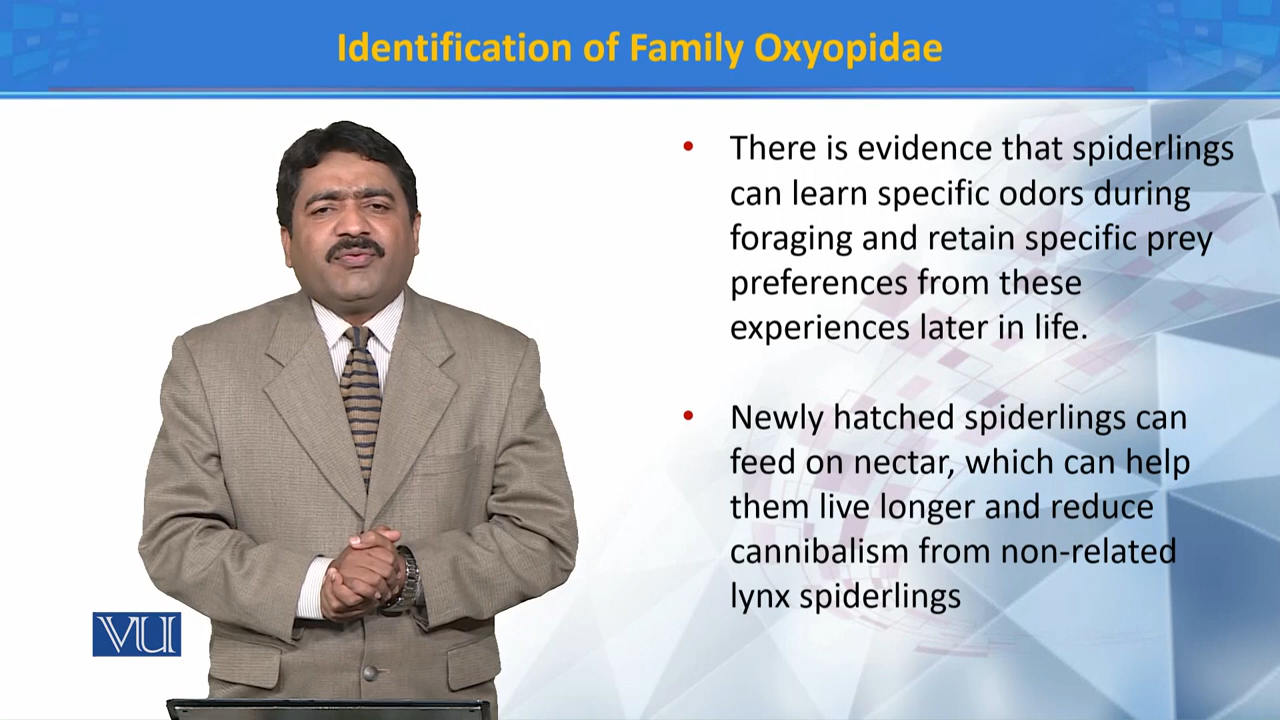 Identification of Family Oxyopidae
• There is evidence that spiderlings
can learn specific odors during
foraging and retain specific prey
preferences from these
experiences later in life.
• Newly hatched spiderlings can
feed on nectar, which can help
them live longer and reduce
cannibalism from non-related
lynx spiderlings
VU